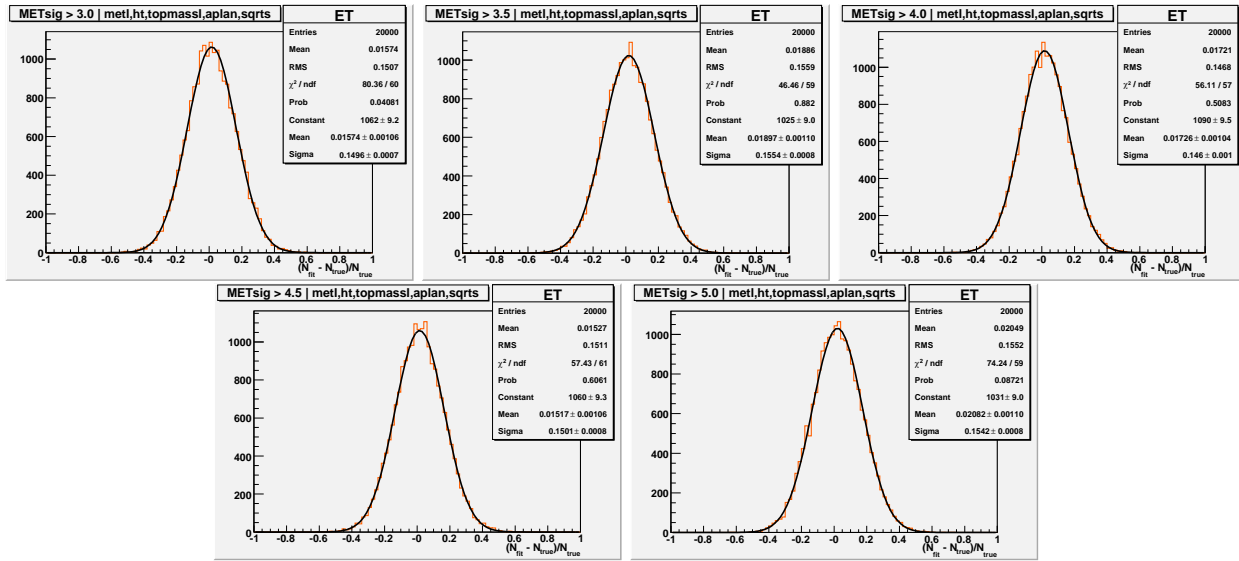 METsig > 3.0 | metl,ht,topmassl,aplan,sqrts
ET
Entries 20000
Mean 0.01574
RMS 0.1507
χ² / ndf 80.36 / 60
Prob 0.04081
Constant 1062 ± 9.2
Mean 0.01574 ± 0.00106
Sigma 0.1496 ± 0.0007
1000
800
600
400
200
0
-1 -0.8 -0.6 -0.4 -0.2 -0 0.2 0.4 0.6 0.8 1
(N_fit - N_true)/N_true
METsig > 3.5 | metl,ht,topmassl,aplan,sqrts
ET
Entries 20000
Mean 0.01886
RMS 0.1559
χ² / ndf 46.46 / 59
Prob 0.882
Constant 1025 ± 9.0
Mean 0.01897 ± 0.00110
Sigma 0.1554 ± 0.0008
1000
800
600
400
200
0
-1 -0.8 -0.6 -0.4 -0.2 -0 0.2 0.4 0.6 0.8 1
(N_fit - N_true)/N_true
METsig > 4.0 | metl,ht,topmassl,aplan,sqrts
ET
Entries 20000
Mean 0.01721
RMS 0.1468
χ² / ndf 56.11 / 57
Prob 0.5083
Constant 1090 ± 9.5
Mean 0.01726 ± 0.00104
Sigma 0.146 ± 0.001
1000
800
600
400
200
0
-1 -0.8 -0.6 -0.4 -0.2 -0 0.2 0.4 0.6 0.8 1
(N_fit - N_true)/N_true
METsig > 4.5 | metl,ht,topmassl,aplan,sqrts
ET
Entries 20000
Mean 0.01527
RMS 0.1511
χ² / ndf 57.43 / 61
Prob 0.6061
Constant 1060 ± 9.3
Mean 0.01517 ± 0.00106
Sigma 0.1501 ± 0.0008
1000
800
600
400
200
0
-1 -0.8 -0.6 -0.4 -0.2 -0 0.2 0.4 0.6 0.8 1
(N_fit - N_true)/N_true
METsig > 5.0 | metl,ht,topmassl,aplan,sqrts
ET
Entries 20000
Mean 0.02049
RMS 0.1552
χ² / ndf 74.24 / 59
Prob 0.08721
Constant 1031 ± 9.0
Mean 0.02082 ± 0.00110
Sigma 0.1542 ± 0.0008
1000
800
600
400
200
0
-1 -0.8 -0.6 -0.4 -0.2 -0 0.2 0.4 0.6 0.8 1
(N_fit - N_true)/N_true